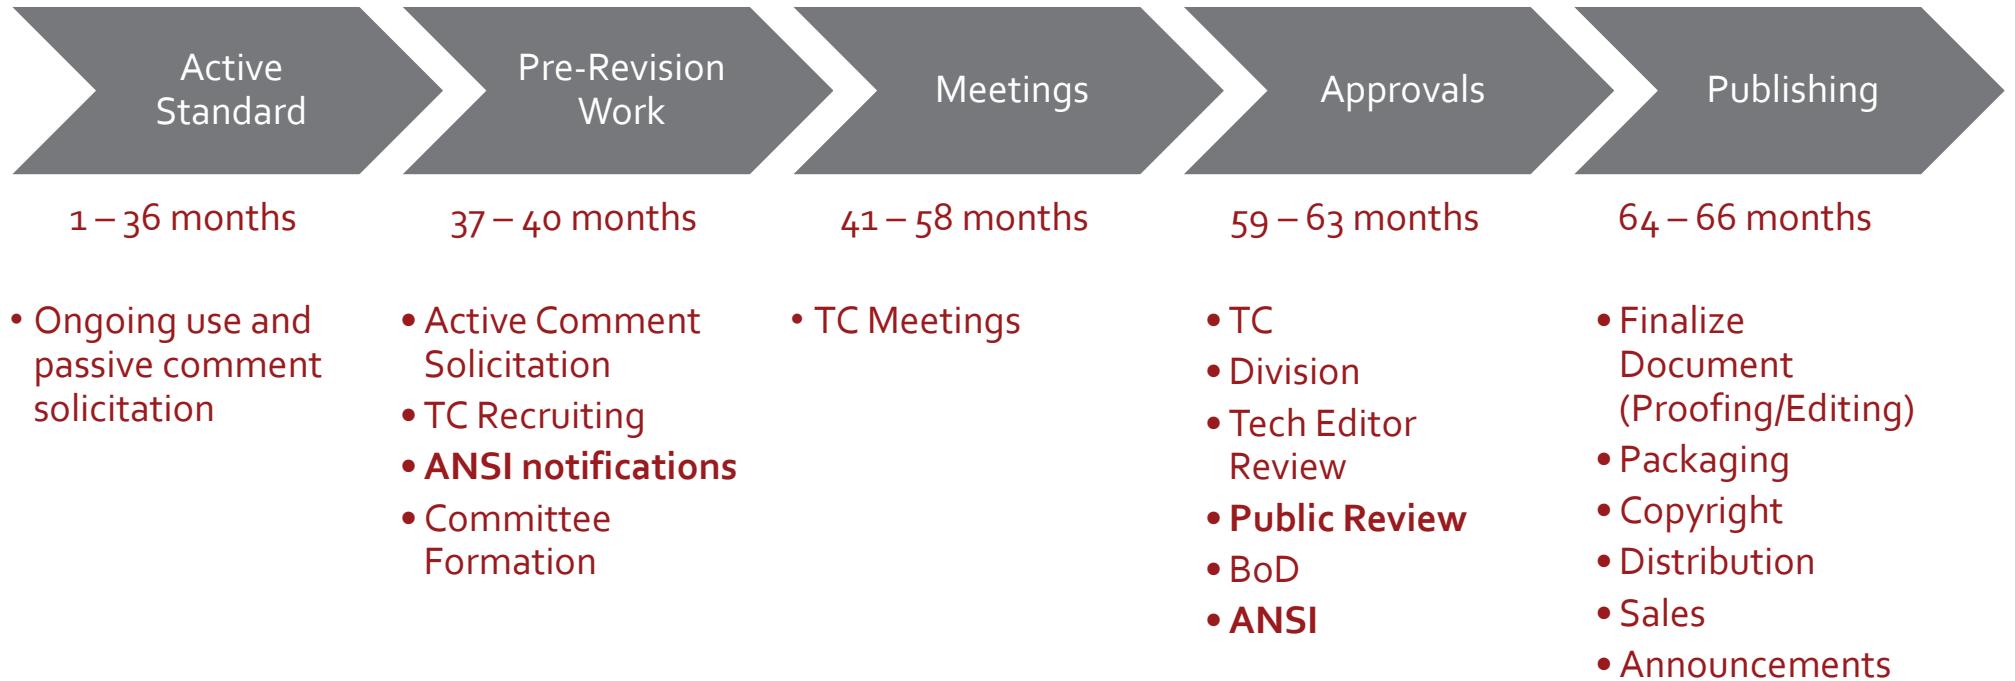 Active
Standard
Pre-Revision
Work
Meetings
Approvals
Publishing
1 – 36 months
37 – 40 months
41 – 58 months
59 – 63 months
64 – 66 months
• Ongoing use and
passive comment
solicitation
• Active Comment
Solicitation
• TC Recruiting
• ANSI notifications
• Committee
Formation
• TC Meetings
• TC
• Division
• Tech Editor
Review
• Public Review
• BoD
• ANSI
• Finalize
Document
(Proofing/Editing)
• Packaging
• Copyright
• Distribution
• Sales
• Announcements